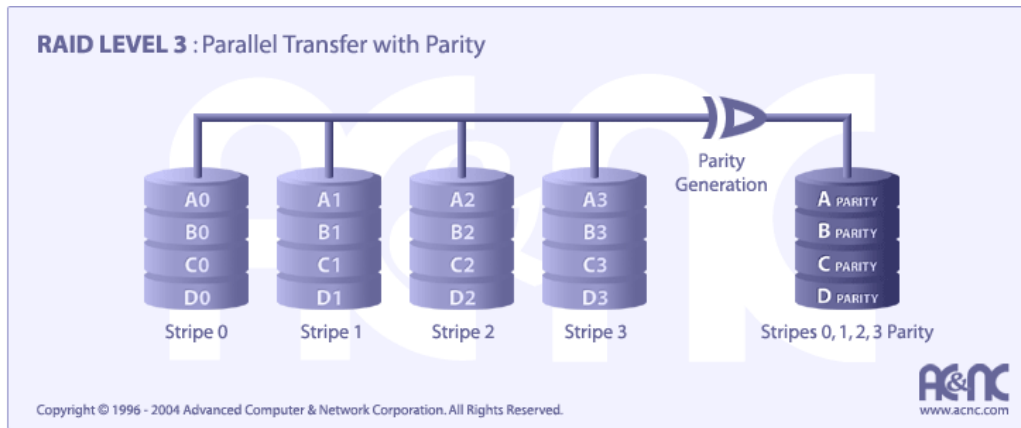 RAID LEVEL 3 : Parallel Transfer with Parity
Parity
Generation
A0 A1 A2 A3 A PARITY
B0 B1 B2 B3 B PARITY
C0 C1 C2 C3 C PARITY
D0 D1 D2 D3 D PARITY
Stripe 0 Stripe 1 Stripe 2 Stripe 3 Stripes 0, 1, 2, 3 Parity
AC&NC
www.acnc.com
Copyright © 1996 - 2004 Advanced Computer & Network Corporation. All Rights Reserved.